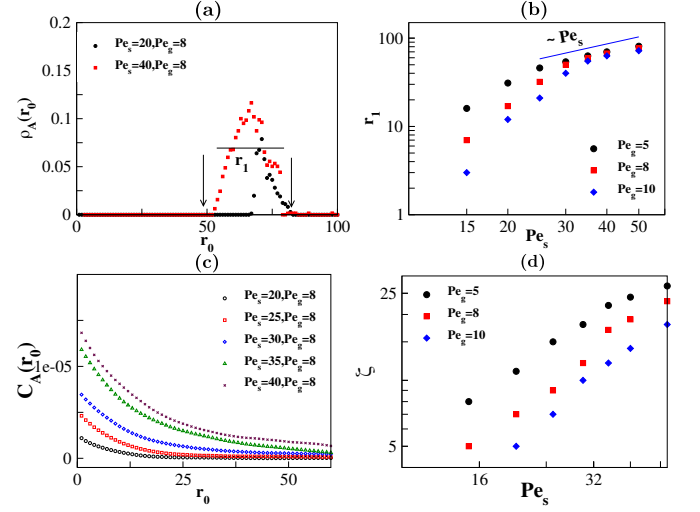 (a)
Pe_s=20,Pe_g=8
Pe_s=40,Pe_g=8
ρ_A(r_0)
0.2
0.15
0.1
0.05
0
r_1
0
50
100
r_0
(b)
~ Pe_s
r_1
100
10
1
Pe_g=5
Pe_g=8
Pe_g=10
15
20
30
40
50
Pe_s
(c)
Pe_s=20,Pe_g=8
Pe_s=25,Pe_g=8
Pe_s=30,Pe_g=8
Pe_s=35,Pe_g=8
Pe_s=40,Pe_g=8
C_A(r_0)
1e-05
0
0
25
50
r_0
(d)
Pe_g=5
Pe_g=8
Pe_g=10
ζ
25
5
16
32
Pe_s